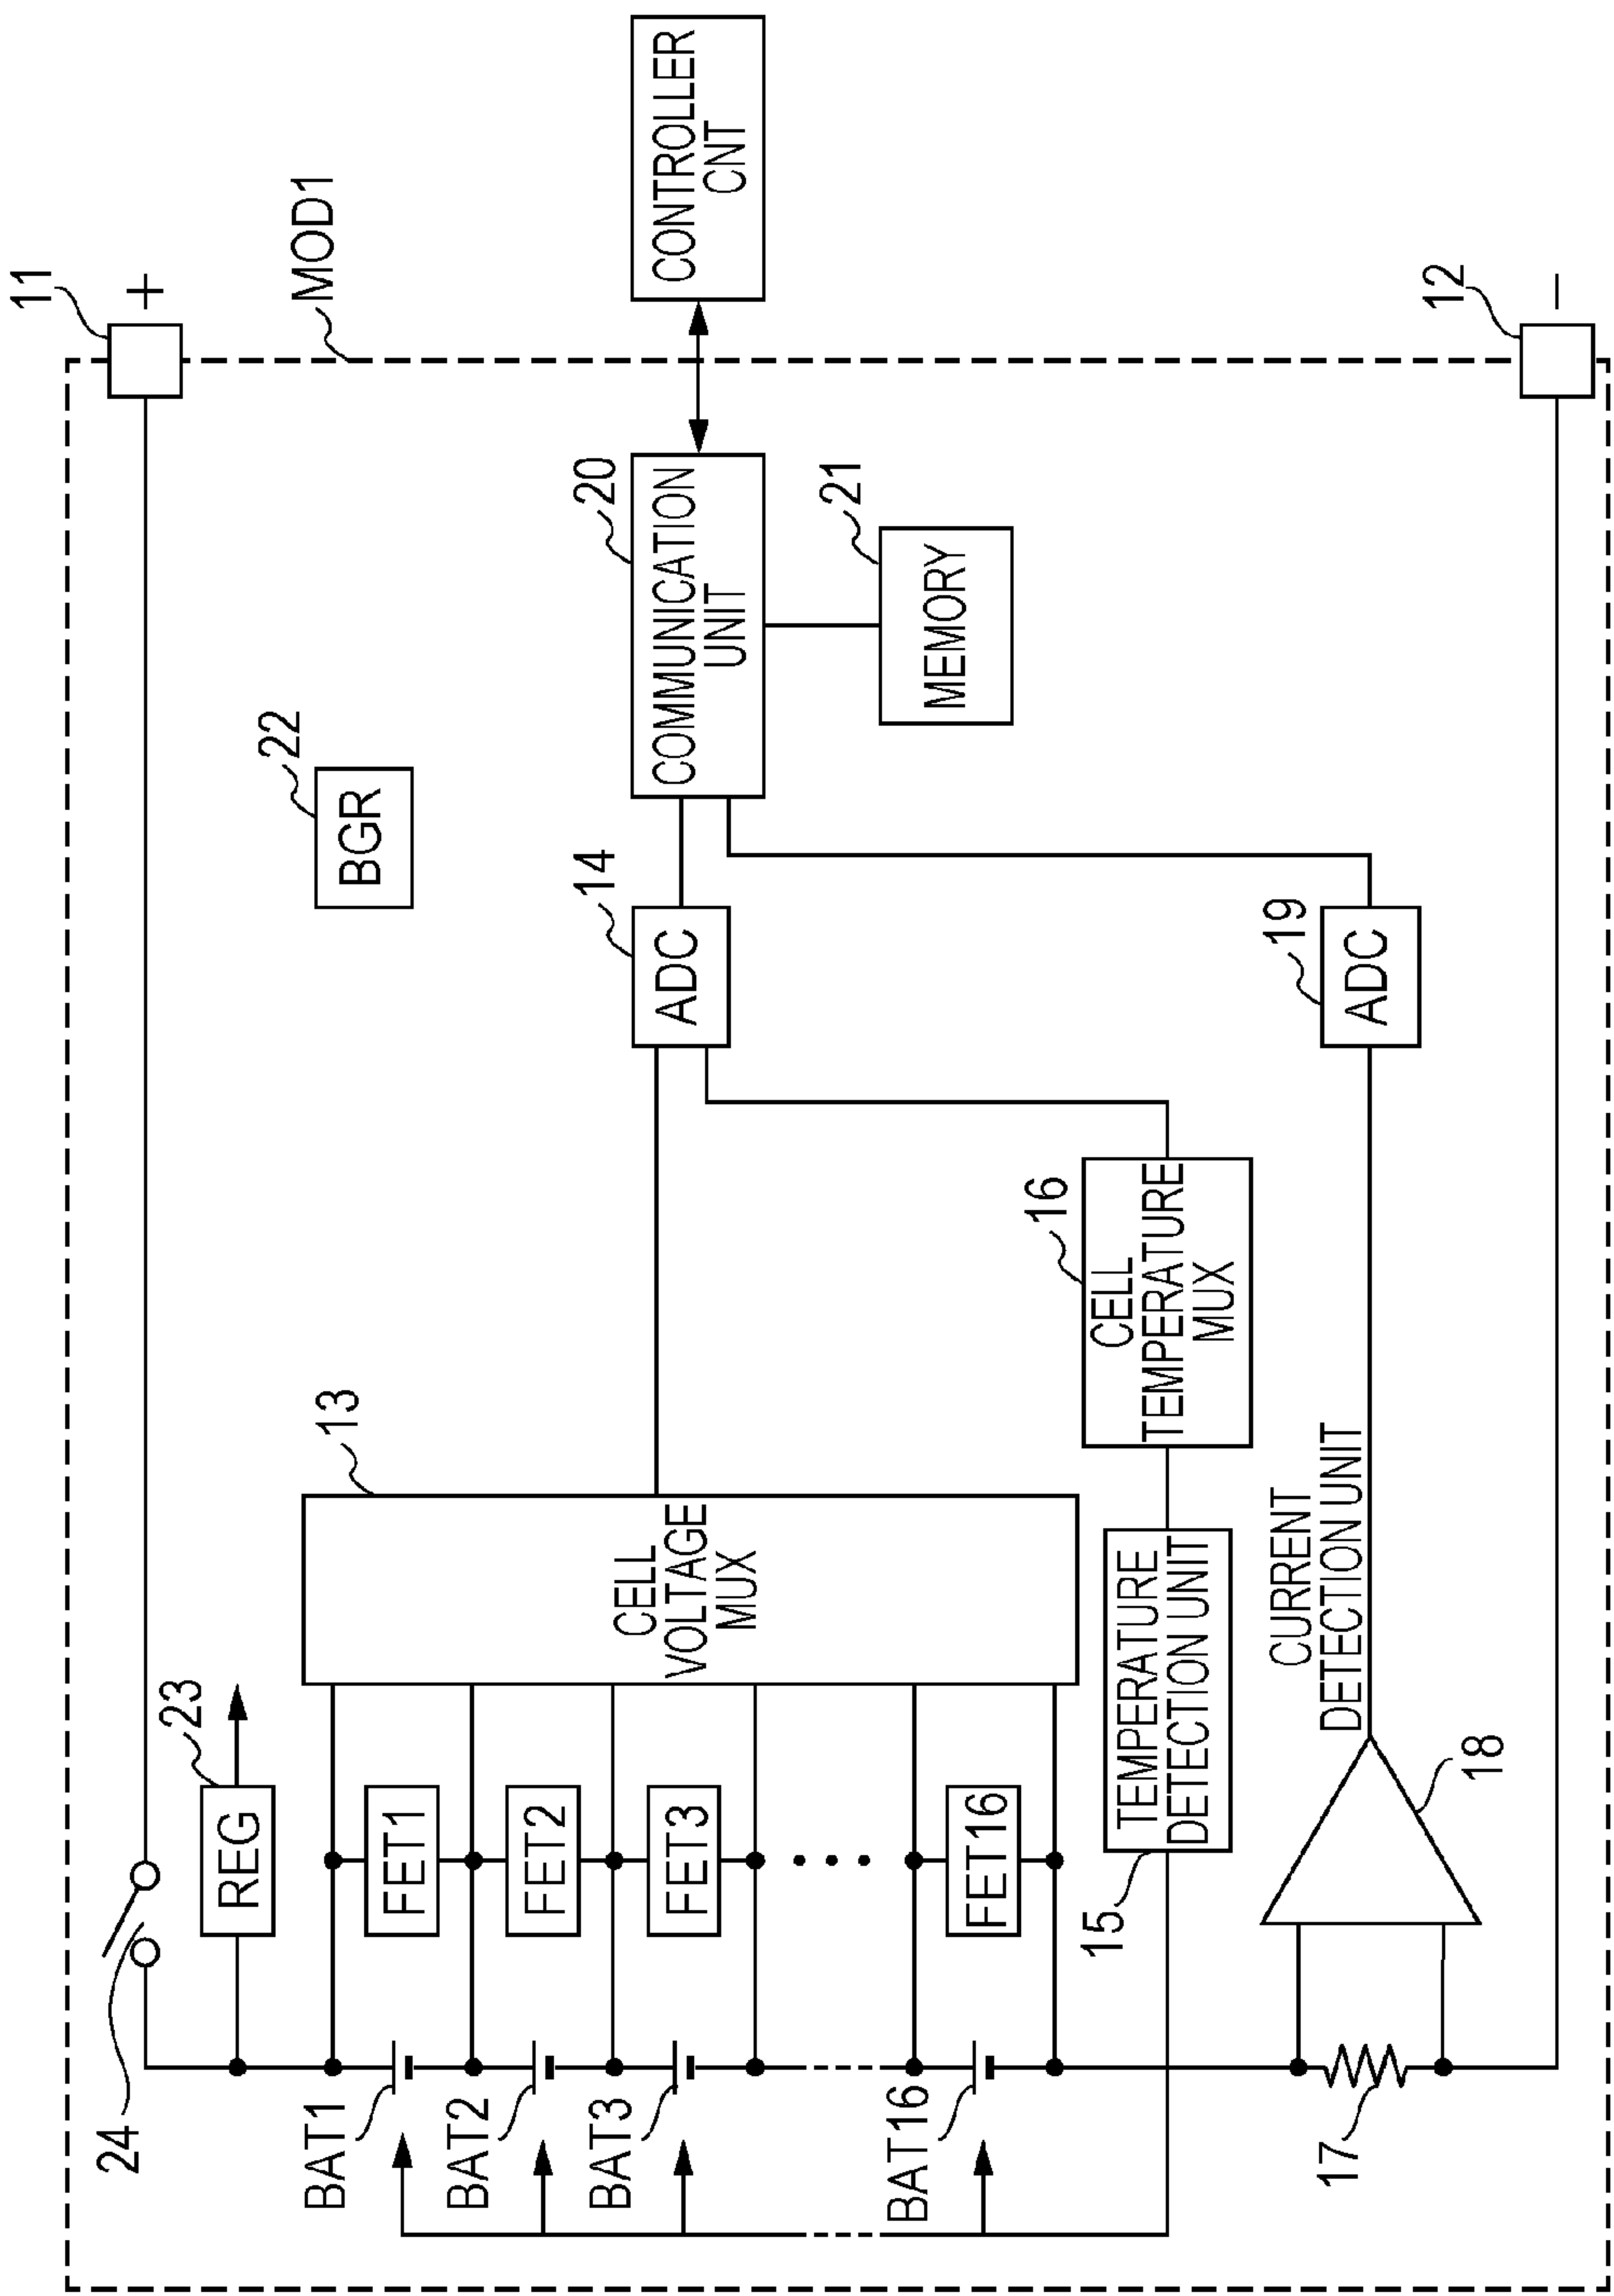 11
+
MOD1
24
23
REG
BAT1
FET1
BAT2
FET2
BAT3
FET3
BAT16
FET16
13
CELL
VOLTAGE
MUX
22
BGR
14
ADC
20
COMMUNICATION
UNIT
CONTROLLER
CNT
21
MEMORY
15
TEMPERATURE
DETECTION UNIT
16
CELL
TEMPERATURE
MUX
17
18
CURRENT
DETECTION UNIT
19
ADC
12
−